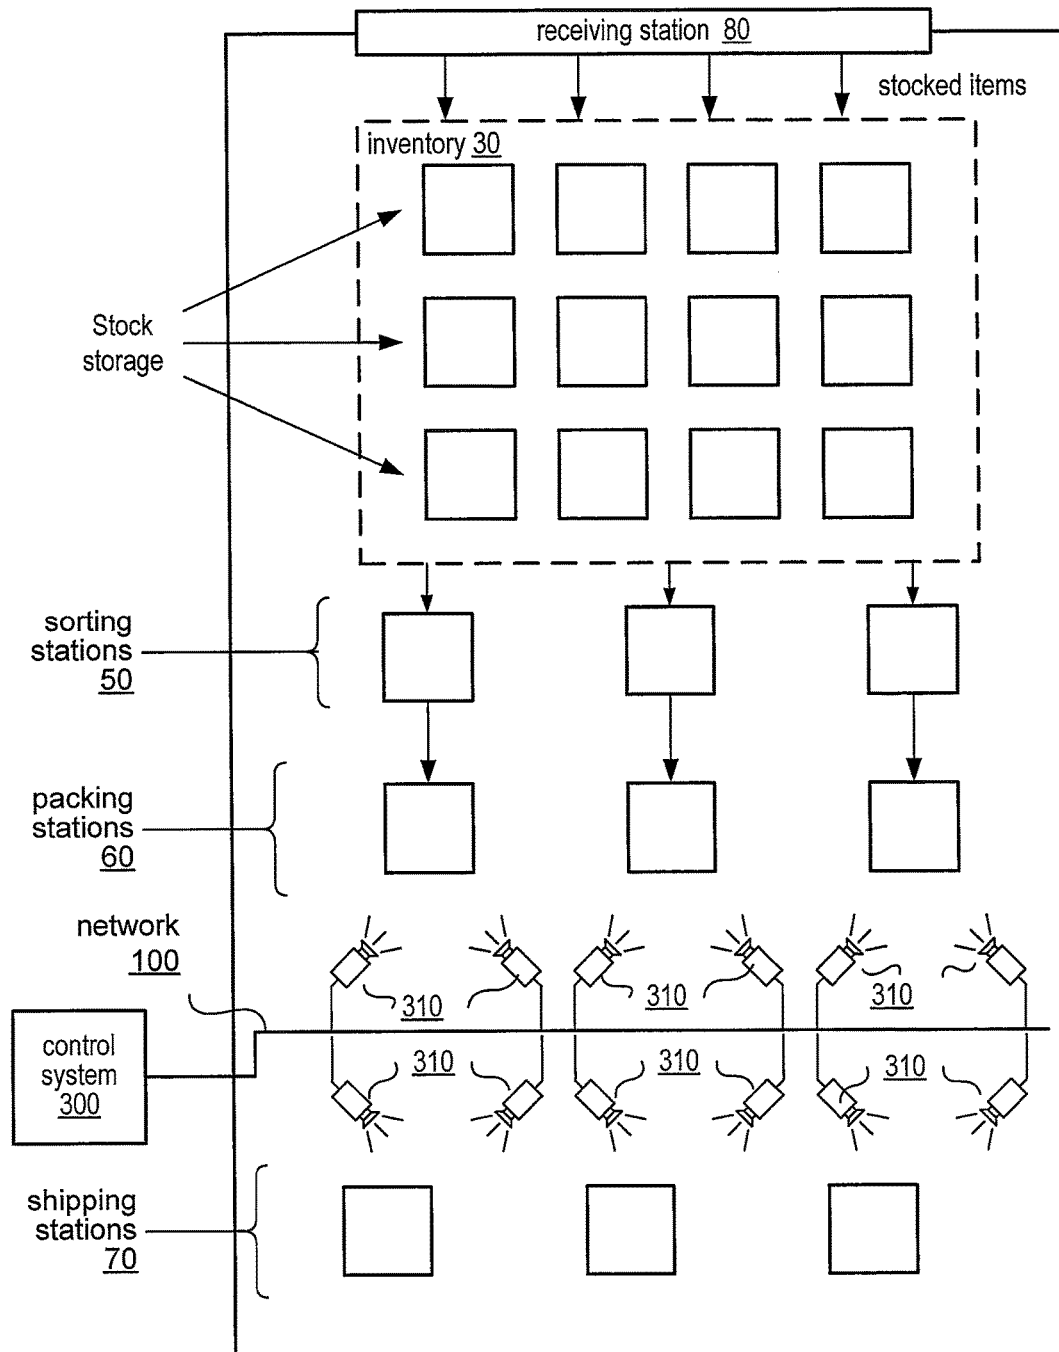 receiving station 80
stocked items
inventory 30
Stock
storage
sorting
stations
50
packing
stations
60
network
100
310 310 310
control
system
300
310 310 310
shipping
stations
70